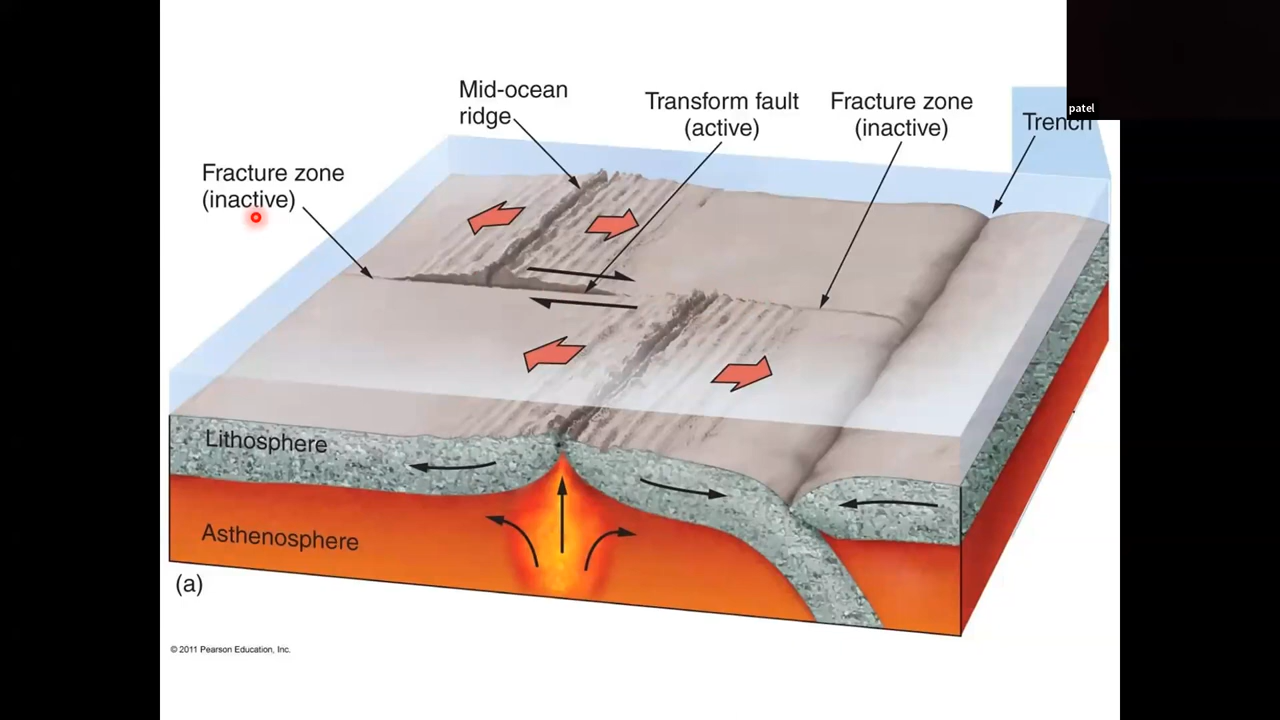 Mid-ocean
ridge
Transform fault
(active)
Fracture zone
(inactive)
patel
Trench
Fracture zone
(inactive)
Lithosphere
Asthenosphere
(a)
© 2011 Pearson Education, Inc.